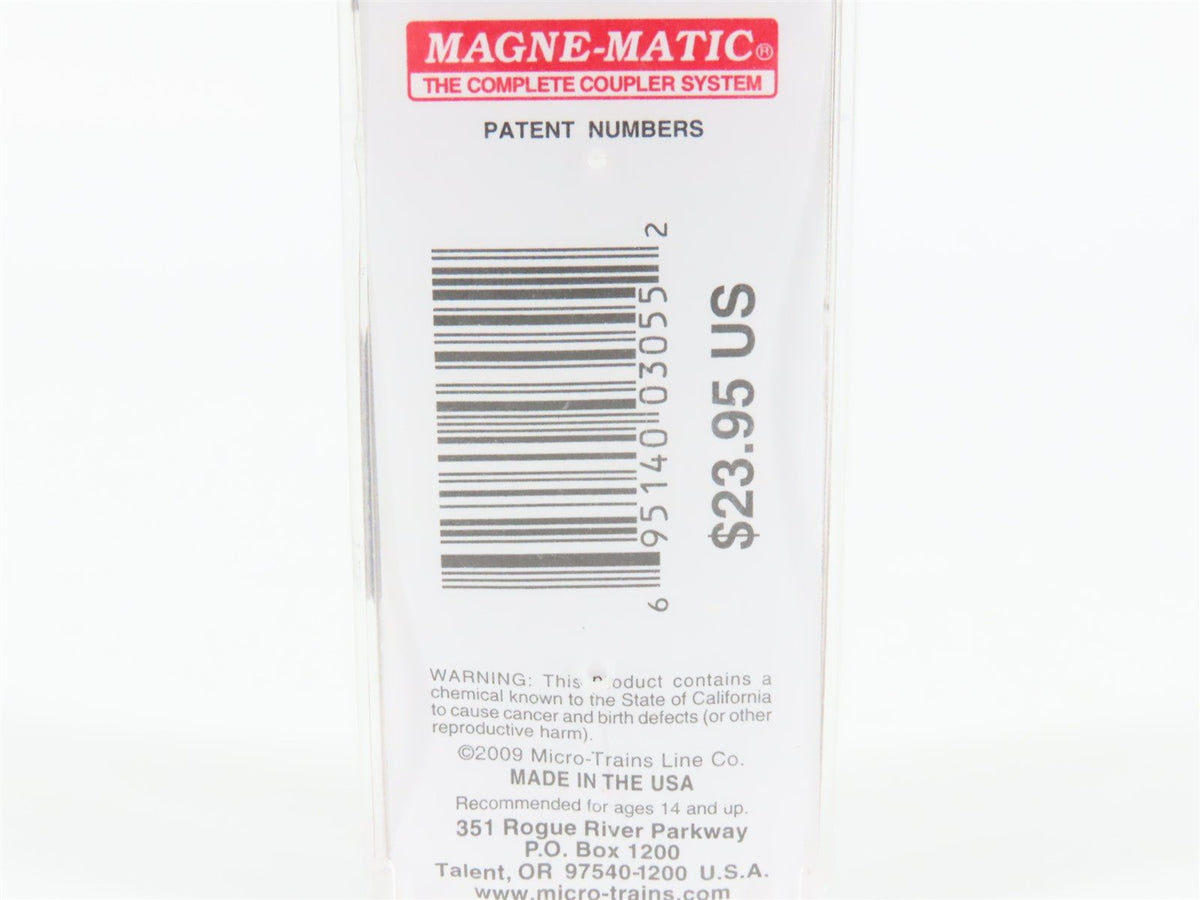 MAGNE-MATIC®
THE COMPLETE COUPLER SYSTEM
PATENT NUMBERS
6 95140 03055 2
$23.95 US
WARNING: This oduct contains a
chemical known to the State of California
to cause cancer and birth defects (or other
reproductive harm).
©2009 Micro-Trains Line Co.
MADE IN THE USA
Recommended for ages 14 and up.
351 Rogue River Parkway
P.O. Box 1200
Talent, OR 97540-1200 U.S.A.
www.micro-trains.com